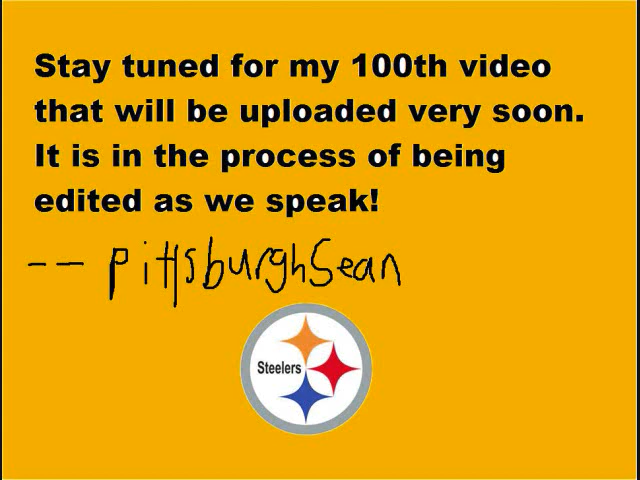 Stay tuned for my 100th video
that will be uploaded very soon.
It is in the process of being
edited as we speak!
-- pittsburghSean
Steelers